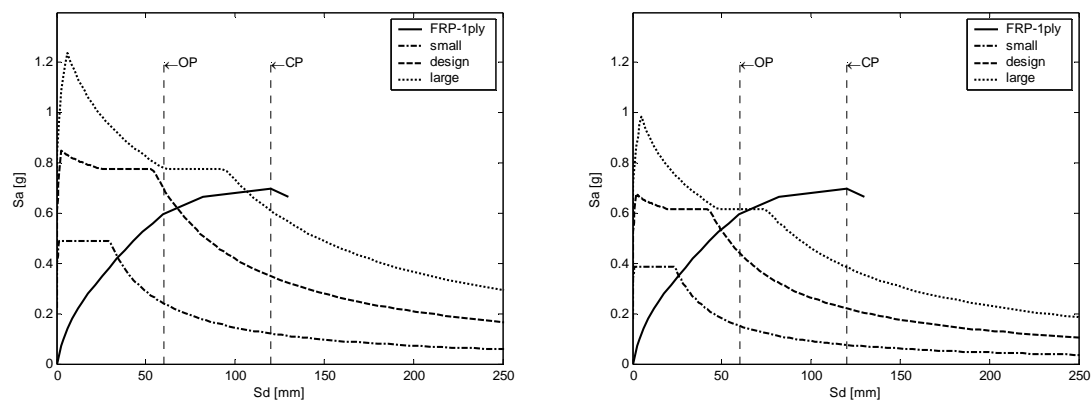 FRP-1ply
small
design
large
←OP
←CP
1.2
1
0.8
0.6
0.4
0.2
0
Sa [g]
0 50 100 150 200 250
Sd [mm]
FRP-1ply
small
design
large
←OP
←CP
1.2
1
0.8
0.6
0.4
0.2
0
Sa [g]
0 50 100 150 200 250
Sd [mm]